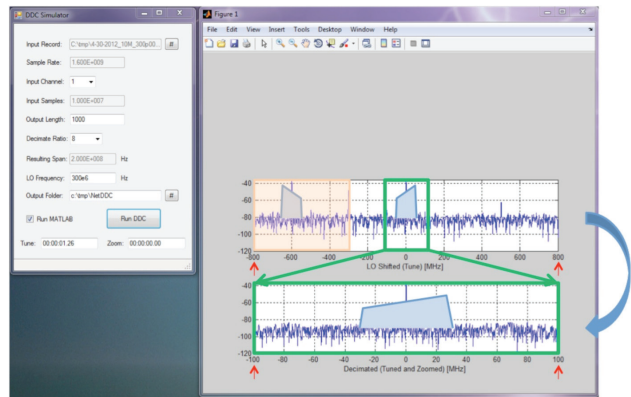 DDC Simulator
Input Record: C:\tmp\4-30-2012_10M_300p00... #
Sample Rate: 1.600E+009
Input Channel: 1
Input Samples: 1.000E+007
Output Length: 1000
Decimate Ratio: 8
Resulting Span: 2.000E+008 Hz
LO Frequency: 300e6 Hz
Output Folder: c:\tmp\NetDDC #
Run MATLAB Run DDC
Tune: 00:00:01.26 Zoom: 00:00:00.00
Figure 1
File Edit View Insert Tools Desktop Window Help
-40
-60
-80
-100
-120
-800 -600 -400 -200 0 200 400 600 800
LO Shifted (Tune) [MHz]
-40
-60
-80
-100
-120
-100 -80 -60 -40 -20 0 20 40 60 80 100
Decimated (Tuned and Zoomed) [MHz]